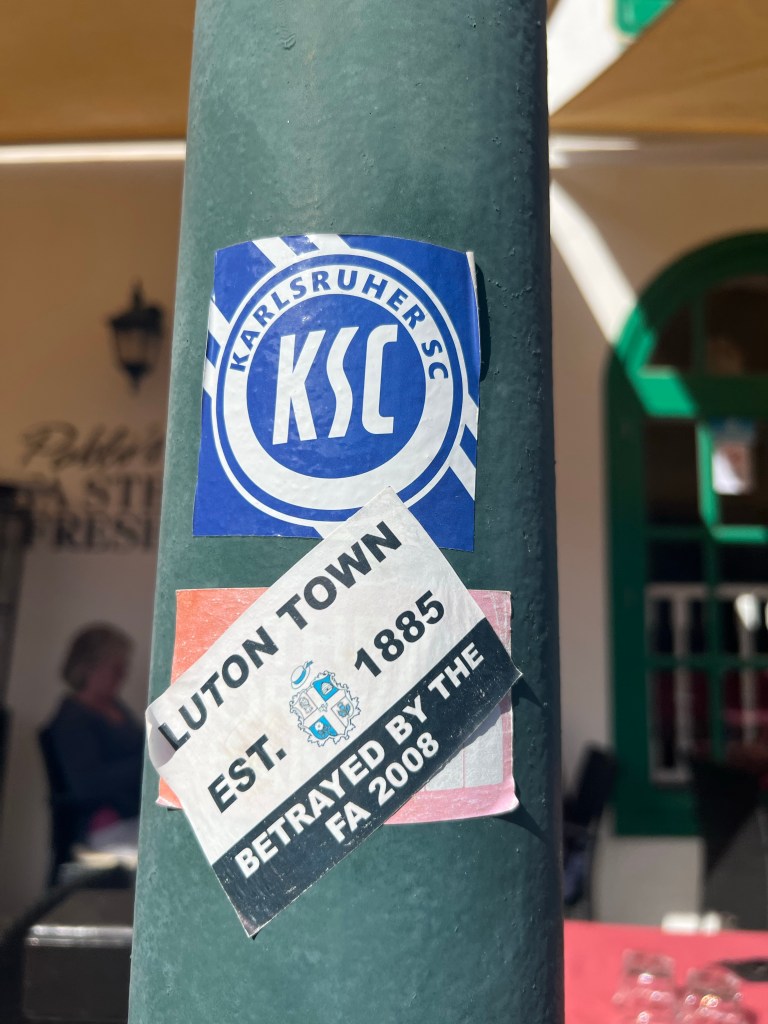 KARLSRUHER SC
KSC
LUTON TOWN
EST. 1885
BETRAYED BY THE
FA 2008